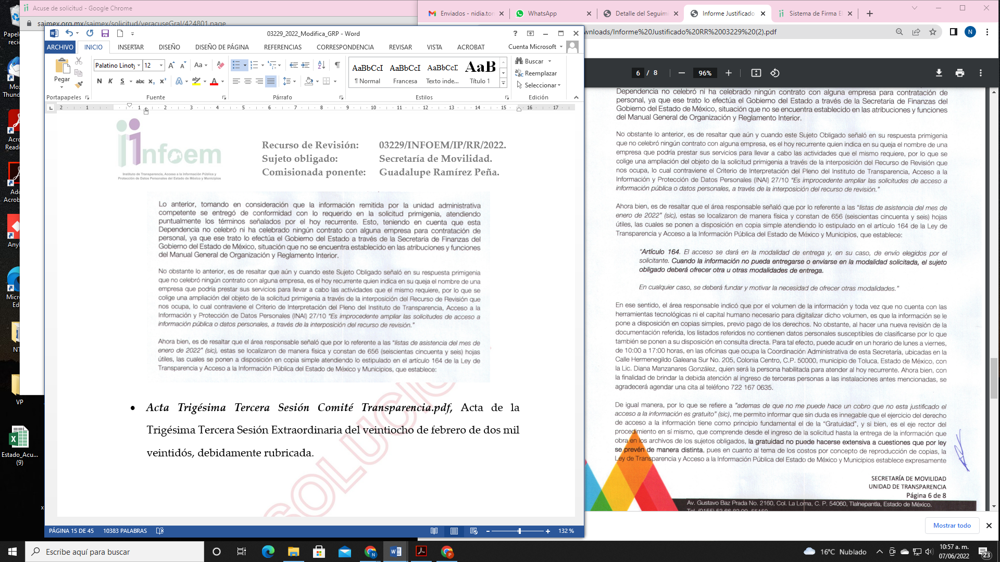 Acuse de solicitud - Google Chrome
saimex.org.mx/saimex/solicitud/veracuseGral/424801.page
03229_2022_Modifica_GRP - Word
ARCHIVO INICIO INSERTAR DISEÑO DISEÑO DE PÁGINA REFERENCIAS CORRESPONDENCIA REVISAR VISTA ACROBAT Cuenta Microsoft
Palatino Linoty 12
Pegar
N K S abc x₂ x²
AaBbCcI AaBbCcI AaBbCcI AaB
¶ Normal Francesa Texto inde... Título 1
Buscar
Reemplazar
Seleccionar
Portapapeles Fuente Párrafo Estilos Edición
2 1 1 2 3 4 5 6 7 8 9 10 11 12 13 14 15 16 17
infoem
Instituto de Transparencia, Acceso a la Información Pública y
Protección de Datos Personales del Estado de México y Municipios
Recurso de Revisión: 03229/INFOEM/IP/RR/2022.
Sujeto obligado: Secretaría de Movilidad.
Comisionada ponente: Guadalupe Ramírez Peña.
Lo anterior, tomando en consideración que la información remitida por la unidad administrativa
competente se entregó de conformidad con lo requerido en la solicitud primigenia, atendiendo
puntualmente los términos señalados por el hoy recurrente. Esto, teniendo en cuenta que esta
Dependencia no celebró ni ha celebrado ningún contrato con alguna empresa para contratación de
personal, ya que ese trato lo efectúa el Gobierno del Estado a través de la Secretaría de Finanzas del
Gobierno del Estado de México, situación que no se encuentra establecido en las atribuciones y funciones
del Manual General de Organización y Reglamento Interior.
No obstante lo anterior, es de resaltar que aún y cuando este Sujeto Obligado señaló en su respuesta primigenia
que no celebró ningún contrato con alguna empresa, es el hoy recurrente quien indica en su queja el nombre de una
empresa que podría prestar sus servicios para llevar a cabo las actividades que el mismo requiere, por lo que se
colige una ampliación del objeto de la solicitud primigenia a través de la interposición del Recurso de Revisión que
nos ocupa, lo cual contraviene el Criterio de Interpretación del Pleno del Instituto de Transparencia, Acceso a la
Información y Protección de Datos Personales (INAI) 27/10 "Es improcedente ampliar las solicitudes de acceso a
información pública o datos personales, a través de la interposición del recurso de revisión."
Ahora bien, es de resaltar que el área responsable señaló que por lo referente a las "listas de asistencia del mes de
enero de 2022" (sic), estas se localizaron de manera física y constan de 656 (seiscientas cincuenta y seis) hojas
útiles, las cuales se ponen a disposición en copia simple atendiendo lo estipulado en el artículo 164 de la Ley de
Transparencia y Acceso a la Información Pública del Estado de México y Municipios, que establece:
• Acta Trigésima Tercera Sesión Comité Transparencia.pdf, Acta de la
Trigésima Tercera Sesión Extraordinaria del veintiocho de febrero de dos mil
veintidós, debidamente rubricada.
SOLUCIÓ
PÁGINA 15 DE 45 10383 PALABRAS 132 %
Enviados - nidia.tor WhatsApp Detalle del Seguim Informe Justificado Sistema de Firma El
wnloads/Informe%20Justificado%20RR%2003229%20(2).pdf N
6 / 8 96%
Dependencia no celebró ni ha celebrado ningún contrato con alguna empresa para contratación de
personal, ya que ese trato lo efectúa el Gobierno del Estado a través de la Secretaría de Finanzas del
Gobierno del Estado de México, situación que no se encuentra establecido en las atribuciones y funciones
del Manual General de Organización y Reglamento Interior.
No obstante lo anterior, es de resaltar que aún y cuando este Sujeto Obligado señaló en su respuesta primigenia
que no celebró ningún contrato con alguna empresa, es el hoy recurrente quien indica en su queja el nombre de una
empresa que podría prestar sus servicios para llevar a cabo las actividades que el mismo requiere, por lo que se
colige una ampliación del objeto de la solicitud primigenia a través de la interposición del Recurso de Revisión que
nos ocupa, lo cual contraviene el Criterio de Interpretación del Pleno del Instituto de Transparencia, Acceso a la
Información y Protección de Datos Personales (INAI) 27/10 "Es improcedente ampliar las solicitudes de acceso a
información pública o datos personales, a través de la interposición del recurso de revisión."
Ahora bien, es de resaltar que el área responsable señaló que por lo referente a las "listas de asistencia del mes de
enero de 2022" (sic), estas se localizaron de manera física y constan de 656 (seiscientas cincuenta y seis) hojas
útiles, las cuales se ponen a disposición en copia simple atendiendo lo estipulado en el artículo 164 de la Ley de
Transparencia y Acceso a la Información Pública del Estado de México y Municipios, que establece:
"Artículo 164. El acceso se dará en la modalidad de entrega y, en su caso, de envío elegidos por el
solicitante. Cuando la información no pueda entregarse o enviarse en la modalidad solicitada, el sujeto
obligado deberá ofrecer otra u otras modalidades de entrega.
En cualquier caso, se deberá fundar y motivar la necesidad de ofrecer otras modalidades."
En ese sentido, el área responsable indicó que por el volumen de la información y toda vez que no cuenta con las
herramientas tecnológicas ni el capital humano necesario para digitalizar dicho volumen, es que la información se le
pone a disposición en copias simples, previo pago de los derechos. No obstante, al hacer una nueva revisión de la
documentación referida, los listados referidos no contienen datos personales susceptibles de clasificarse por lo que
también se ponen a su disposición en consulta directa. Para tal efecto, puede acudir en un horario de lunes a viernes,
de 10:00 a 17:00 horas, en las oficinas que ocupa la Coordinación Administrativa de esta Secretaría, ubicadas en la
Calle Hermenegildo Galeana Sur No. 205, Colonia Centro, C.P. 50000, municipio de Toluca, Estado de México, con
la Lic. Diana Manzanares González, quien será la persona habilitada para atender al hoy recurrente. Ahora bien, con
la finalidad de brindar la debida atención al ingreso de terceras personas a las instalaciones antes mencionadas, se
agradecerá agendar una cita al teléfono 722 167 0635.
De igual manera, por lo que se refiere a "ademas de que no me puede hace un cobro que no esta justificado el
acceso a la información es gratuito" (sic), me permito informar que sin duda es innegable que el ejercicio del derecho
de acceso a la información tiene como principio fundamental el de la "Gratuidad", y si bien, es el eje rector del
procedimiento en sí mismo, que comprende desde el ingreso de la solicitud hasta la entrega de la información que
obra en los archivos de los sujetos obligados, la gratuidad no puede hacerse extensiva a cuestiones que por ley
se prevén de manera distinta, pues en cuanto al tema de los costos por concepto de reproducción de copias, la
Ley de Transparencia y Acceso a la Información Pública del Estado de México y Municipios establece expresamente
SECRETARÍA DE MOVILIDAD
UNIDAD DE TRANSPARENCIA
Página 6 de 8
Av. Gustavo Baz Prada No. 2160, Col. La Loma, C. P. 54060, Tlalnepantla, Estado de México.
Mostrar todo
Papele
recic
Moz
Thund
Acro
Reade
Ado
Acrob
Any
Micro
Ed
NT
VP
Estado_Acu...
(9)
Escribe aquí para buscar
16°C Nublado
10:57 a. m.
07/06/2022
23